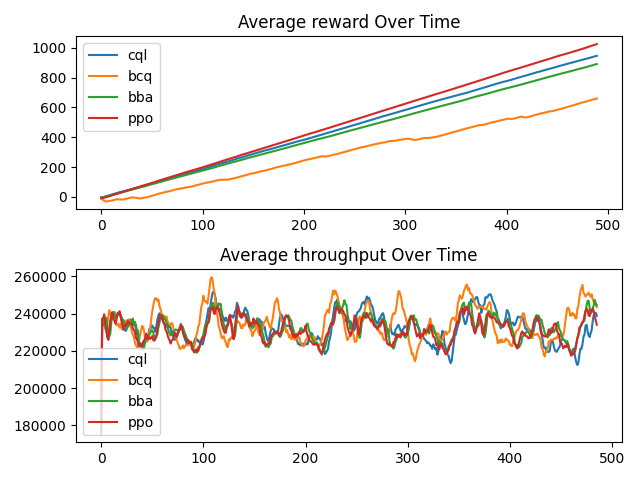 Average reward Over Time
1000
800
600
400
200
0
cql
bcq
bba
ppo
0 100 200 300 400 500
Average throughput Over Time
260000
240000
220000
200000
180000
cql
bcq
bba
ppo
0 100 200 300 400 500